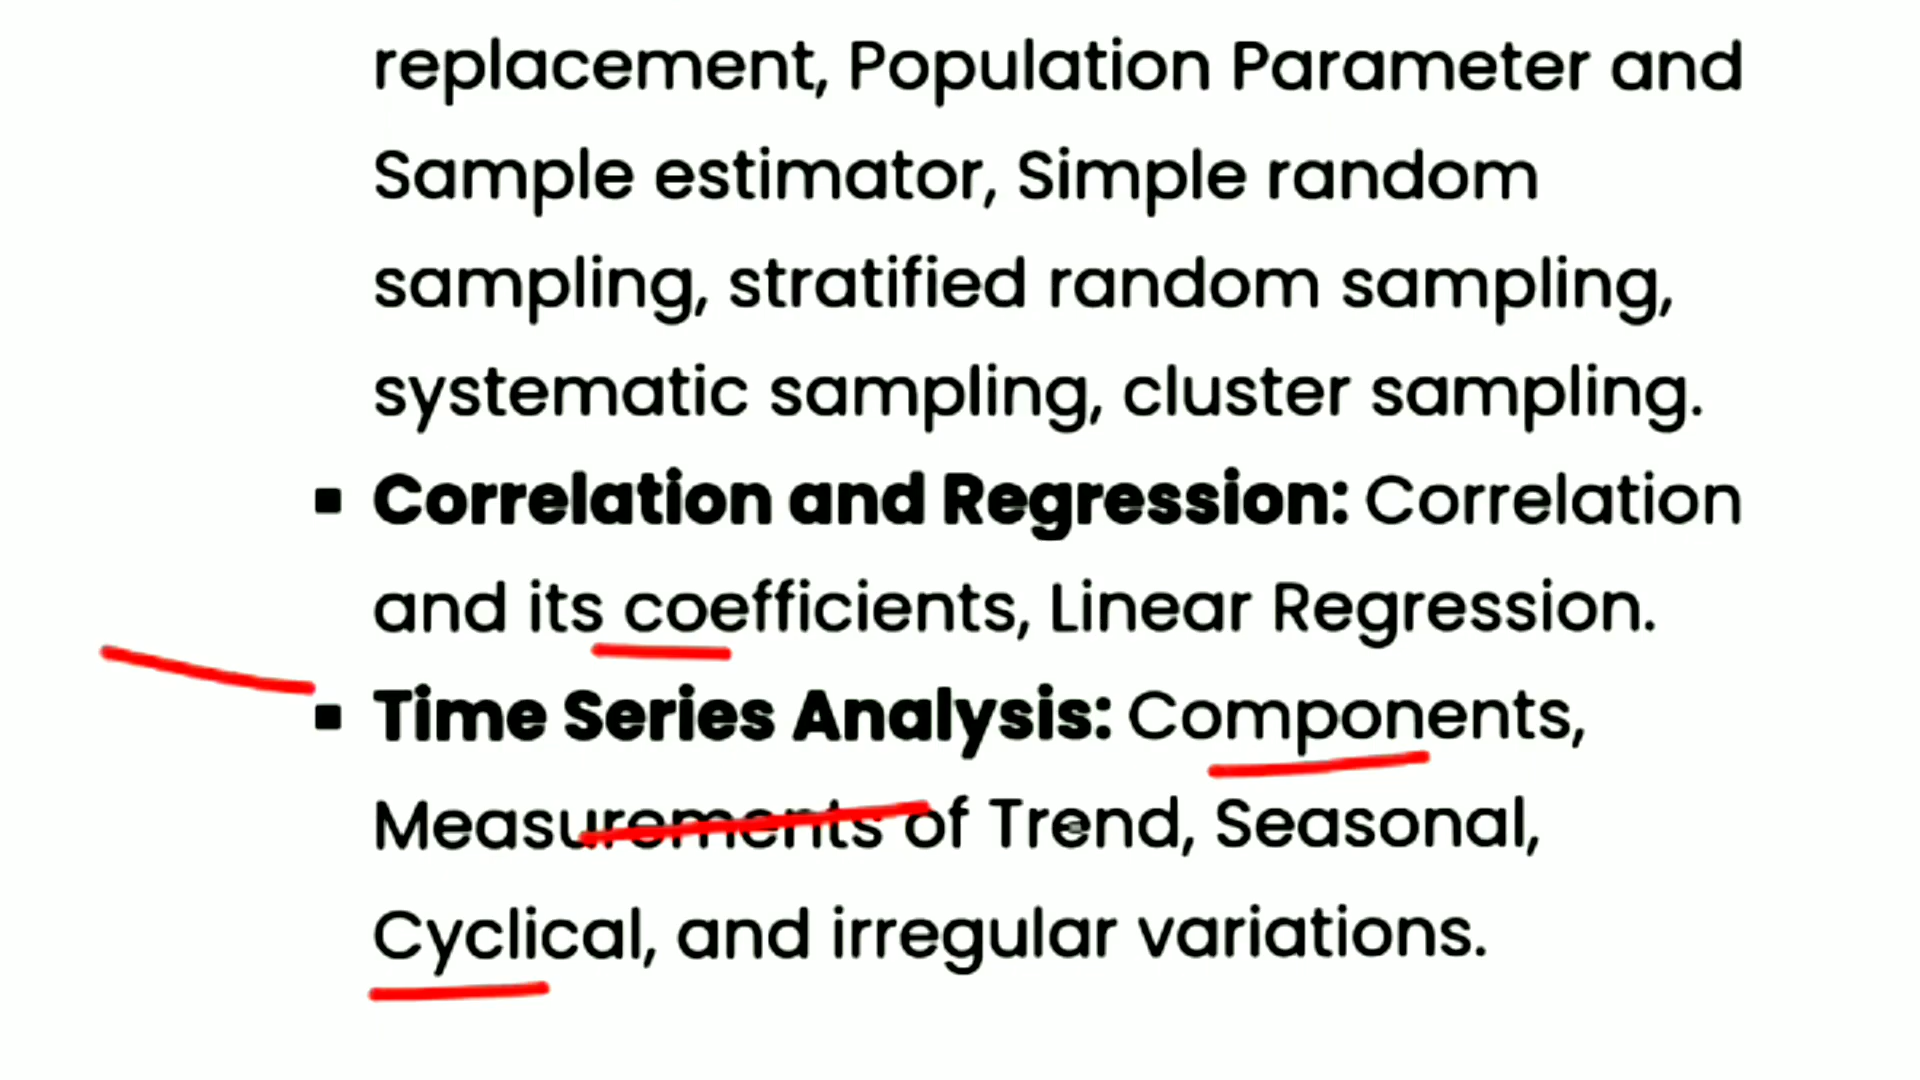 replacement, Population Parameter and
Sample estimator, Simple random
sampling, stratified random sampling,
systematic sampling, cluster sampling.
▪ Correlation and Regression: Correlation
and its coefficients, Linear Regression.
▪ Time Series Analysis: Components,
Measurements of Trend, Seasonal,
Cyclical, and irregular variations.